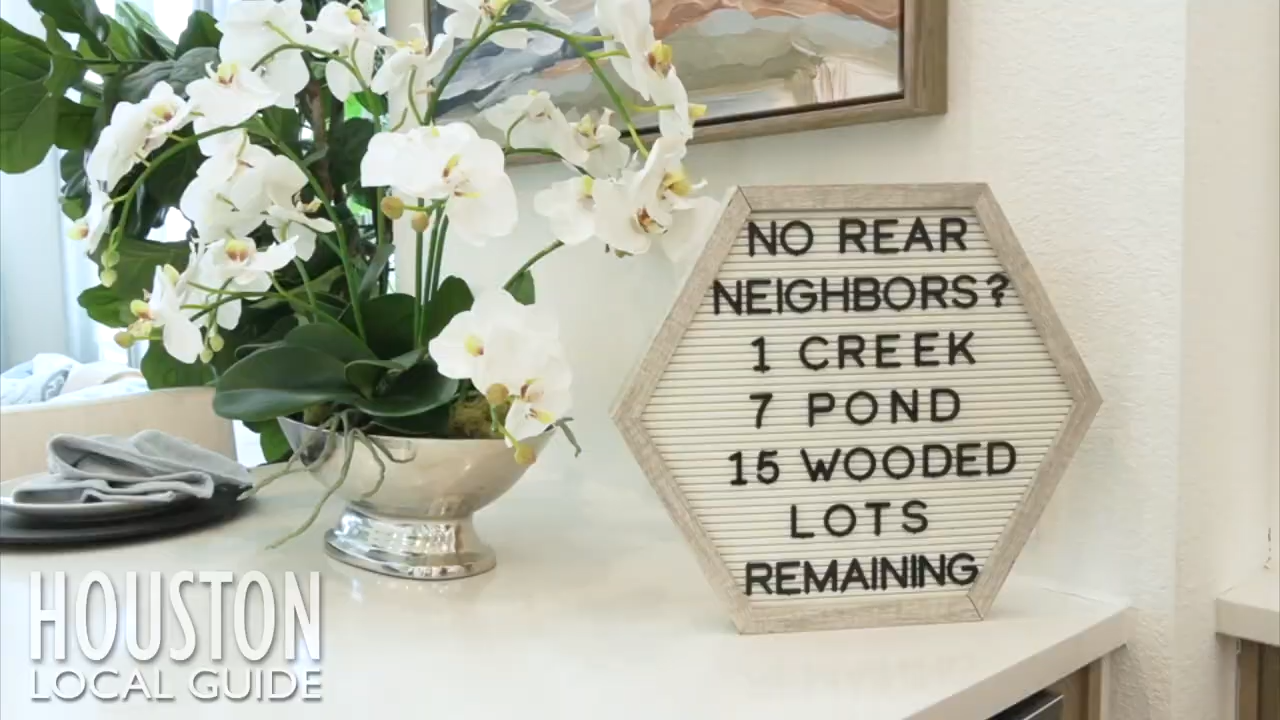 NO REAR
NEIGHBORS?
1 CREEK
7 POND
15 WOODED
LOTS
REMAINING
HOUSTON
LOCAL GUIDE